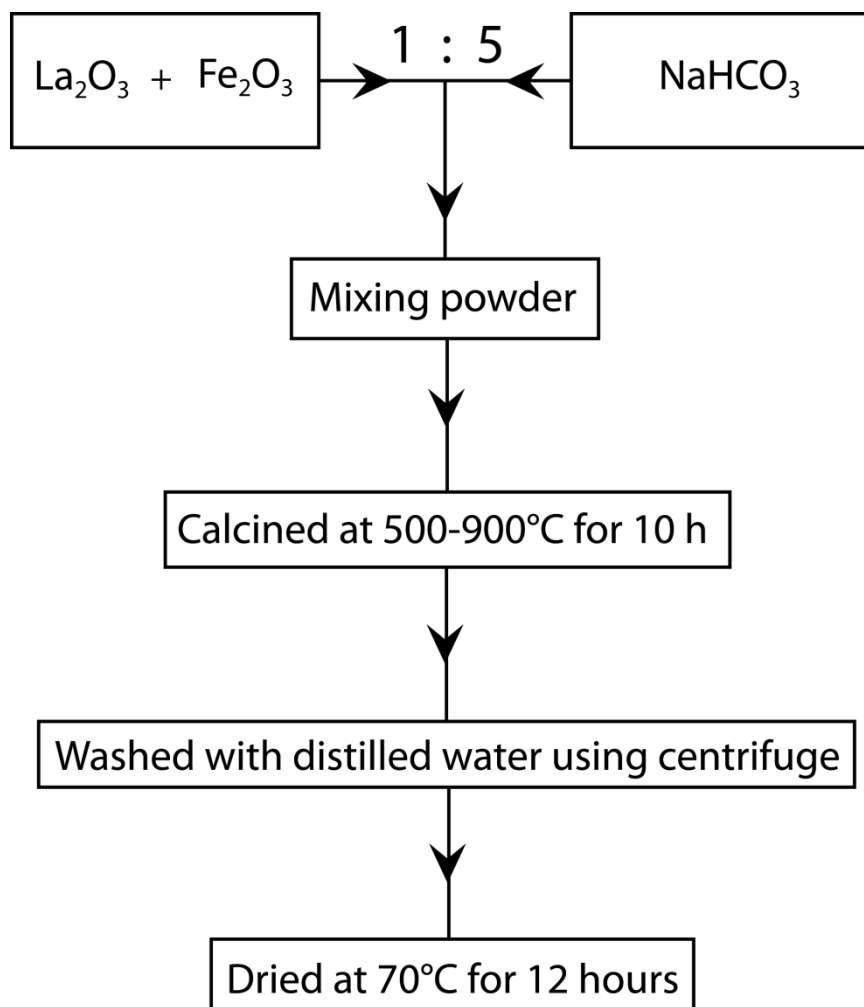 1 : 5
La₂O₃ + Fe₂O₃
NaHCO₃
Mixing powder
Calcined at 500-900°C for 10 h
Washed with distilled water using centrifuge
Dried at 70°C for 12 hours